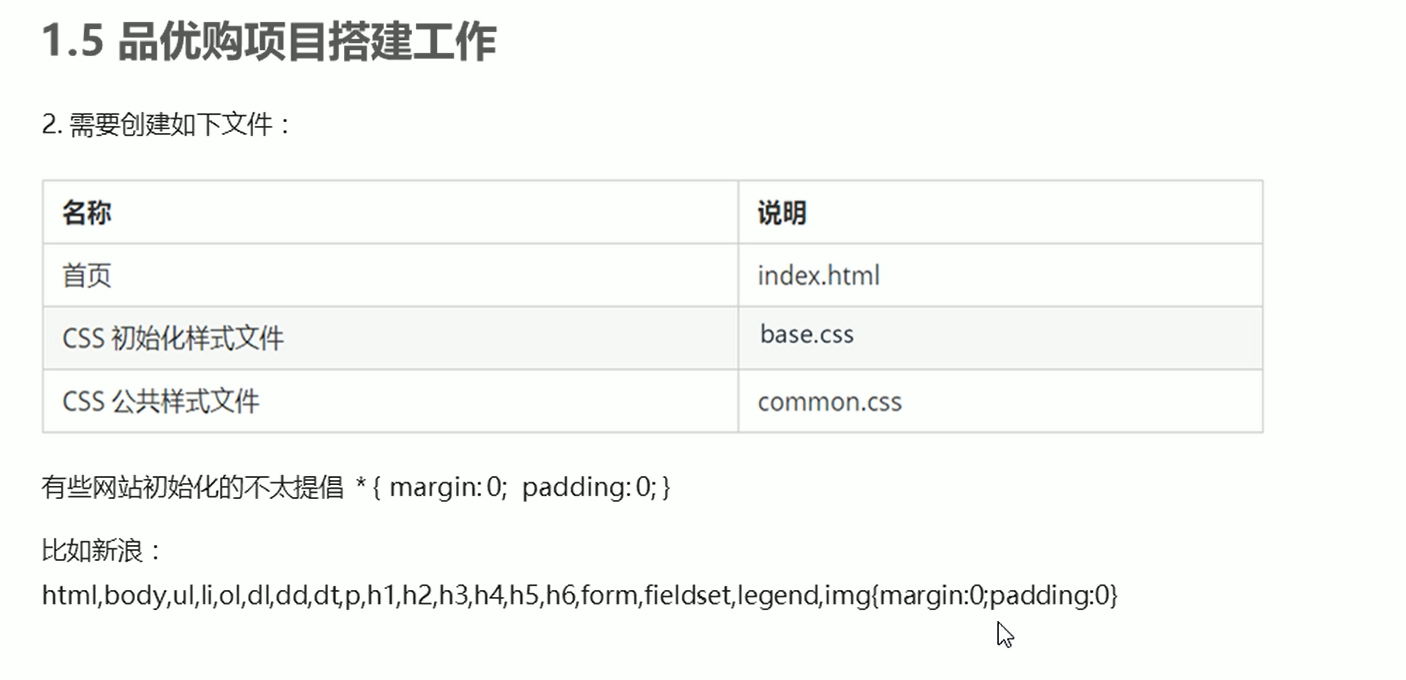 1.5 品优购项目搭建工作
2. 需要创建如下文件：
名称 说明
首页 index.html
CSS 初始化样式文件 base.css
CSS 公共样式文件 common.css
有些网站初始化的不太提倡 * { margin: 0; padding: 0; }
比如新浪：
html,body,ul,li,ol,dl,dd,dt,p,h1,h2,h3,h4,h5,h6,form,fieldset,legend,img{margin:0;padding:0}